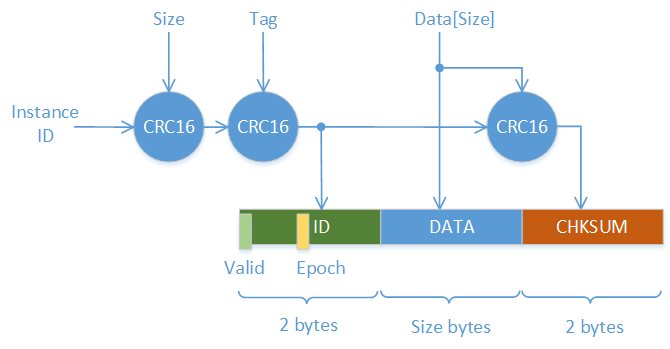 Size
Tag
Data[Size]
Instance
ID
CRC16
CRC16
CRC16
ID
DATA
CHKSUM
Valid
Epoch
2 bytes
Size bytes
2 bytes